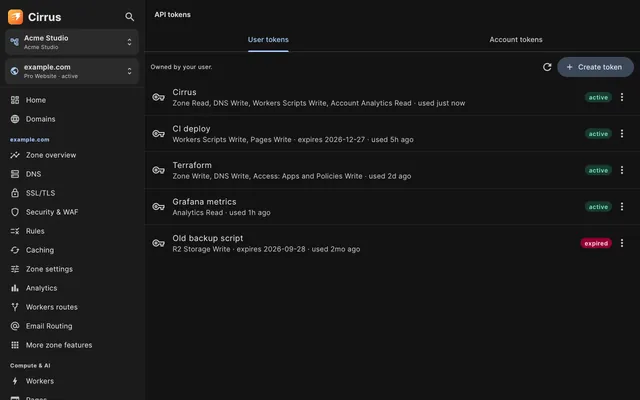 Cirrus
Acme Studio
Acme Studio
example.com
Pro Website · active
Home
Domains
example.com
Zone overview
DNS
SSL/TLS
Security & WAF
Rules
Caching
Zone settings
Analytics
Workers routes
Email Routing
More zone features
Compute & AI
Workers
API tokens
User tokens
Account tokens
Owned by your user.
Create token
Cirrus
Zone Read, DNS Write, Workers Scripts Write, Account Analytics Read · used just now
active
CI deploy
Workers Scripts Write, Pages Write · expires 2026-12-27 · used 5h ago
active
Terraform
Zone Write, DNS Write, Access: Apps and Policies Write · used 2d ago
active
Grafana metrics
Analytics Read · used 1h ago
active
Old backup script
R2 Storage Write · expires 2026-09-28 · used 2mo ago
expired